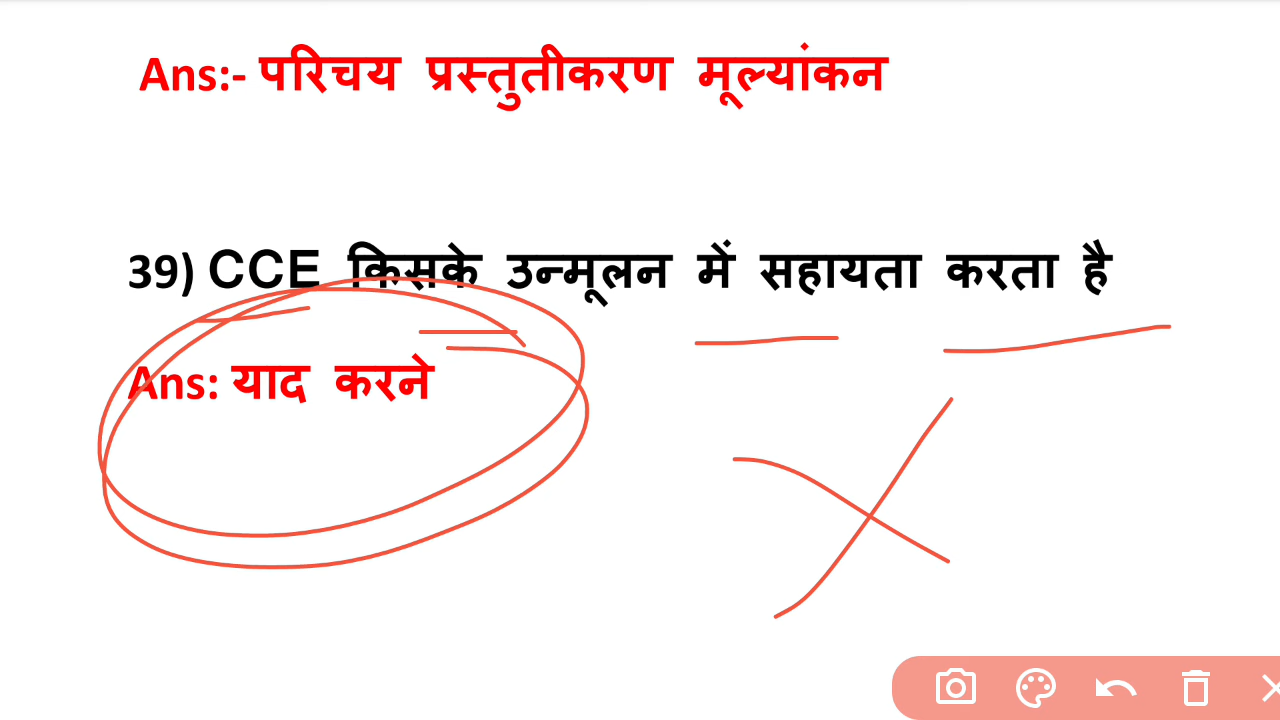 Ans:- परिचय प्रस्तुतीकरण मूल्यांकन
39) CCE किसके उन्मूलन में सहायता करता है
Ans: याद करने